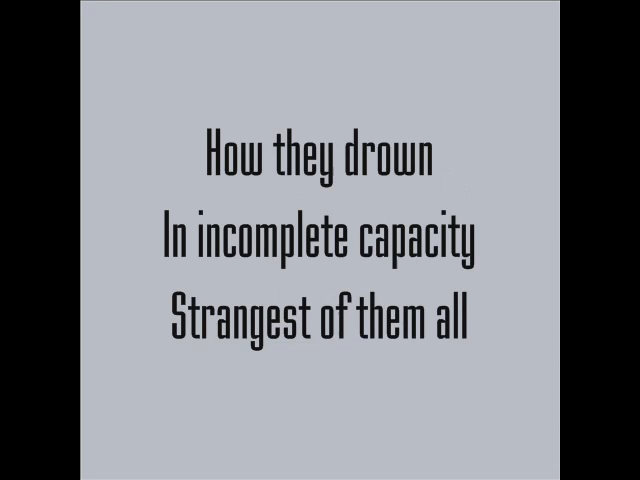 How they drown
In incomplete capacity
Strangest of them all